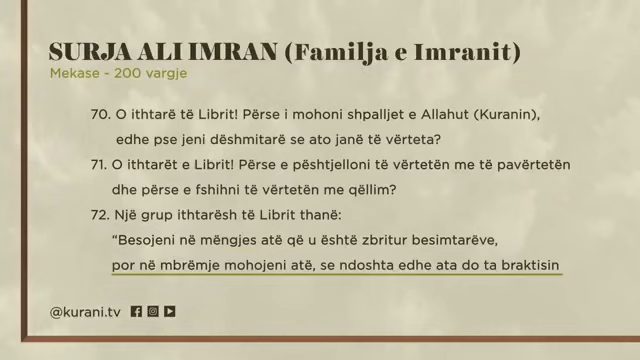 SURJA ALI IMRAN (Familja e Imranit)
Mekase - 200 vargje
70. O ithtarë të Librit! Përse i mohoni shpalljet e Allahut (Kuranin),
edhe pse jeni dëshmitarë se ato janë të vërteta?
71. O ithtarët e Librit! Përse e pështjelloni të vërtetën me të pavërtetën
dhe përse e fshihni të vërtetën me qëllim?
72. Një grup ithtarësh të Librit thanë:
“Besojeni në mëngjes atë që u është zbritur besimtarëve,
por në mbrëmje mohojeni atë, se ndoshta edhe ata do ta braktisin
@kurani.tv